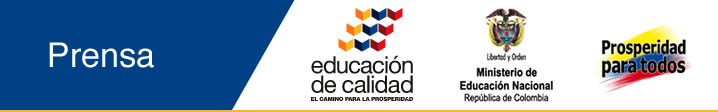 Prensa
educación
de calidad
EL CAMINO PARA LA PROSPERIDAD
Libertad y Orden
Ministerio de
Educación Nacional
República de Colombia
Prosperidad
para todos